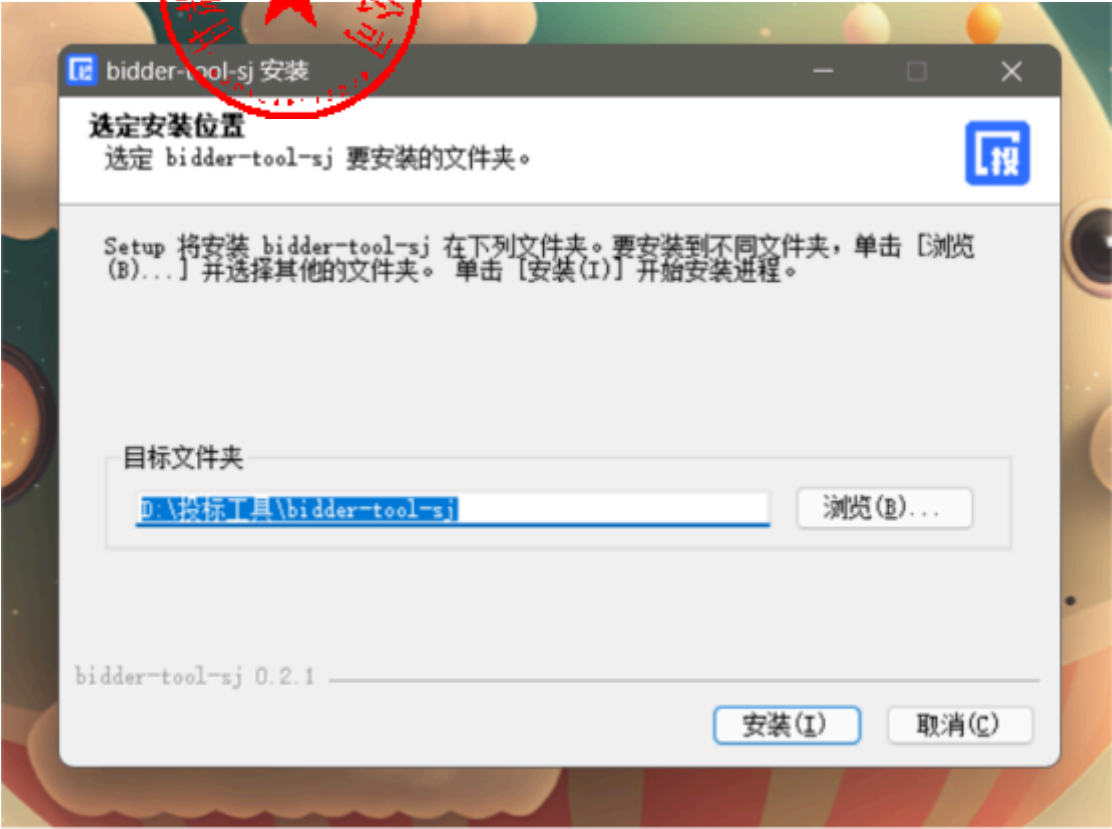 bidder-tool-sj 安装
选定安装位置
选定 bidder-tool-sj 要安装的文件夹。
投
Setup 将安装 bidder-tool-sj 在下列文件夹。要安装到不同文件夹，单击 [浏览
(B)...] 并选择其他的文件夹。 单击 [安装(I)] 开始安装进程。
目标文件夹
D:\投标工具\bidder-tool-sj
浏览(B)...
bidder-tool-sj 0.2.1
安装(I)
取消(C)